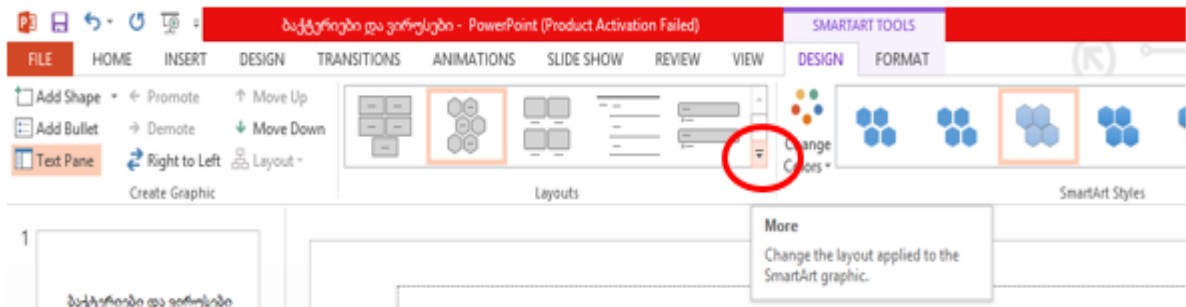 ბაქტერიები და ვირუსები - PowerPoint (Product Activation Failed)
SMARTART TOOLS
FILE HOME INSERT DESIGN TRANSITIONS ANIMATIONS SLIDE SHOW REVIEW VIEW DESIGN FORMAT
Add Shape Promote Move Up
Add Bullet Demote Move Down
Text Pane Right to Left Layout
Change
Colors
Create Graphic Layouts SmartArt Styles
More
Change the layout applied to the
SmartArt graphic.
1
ბაქტერიები და ვირუსები